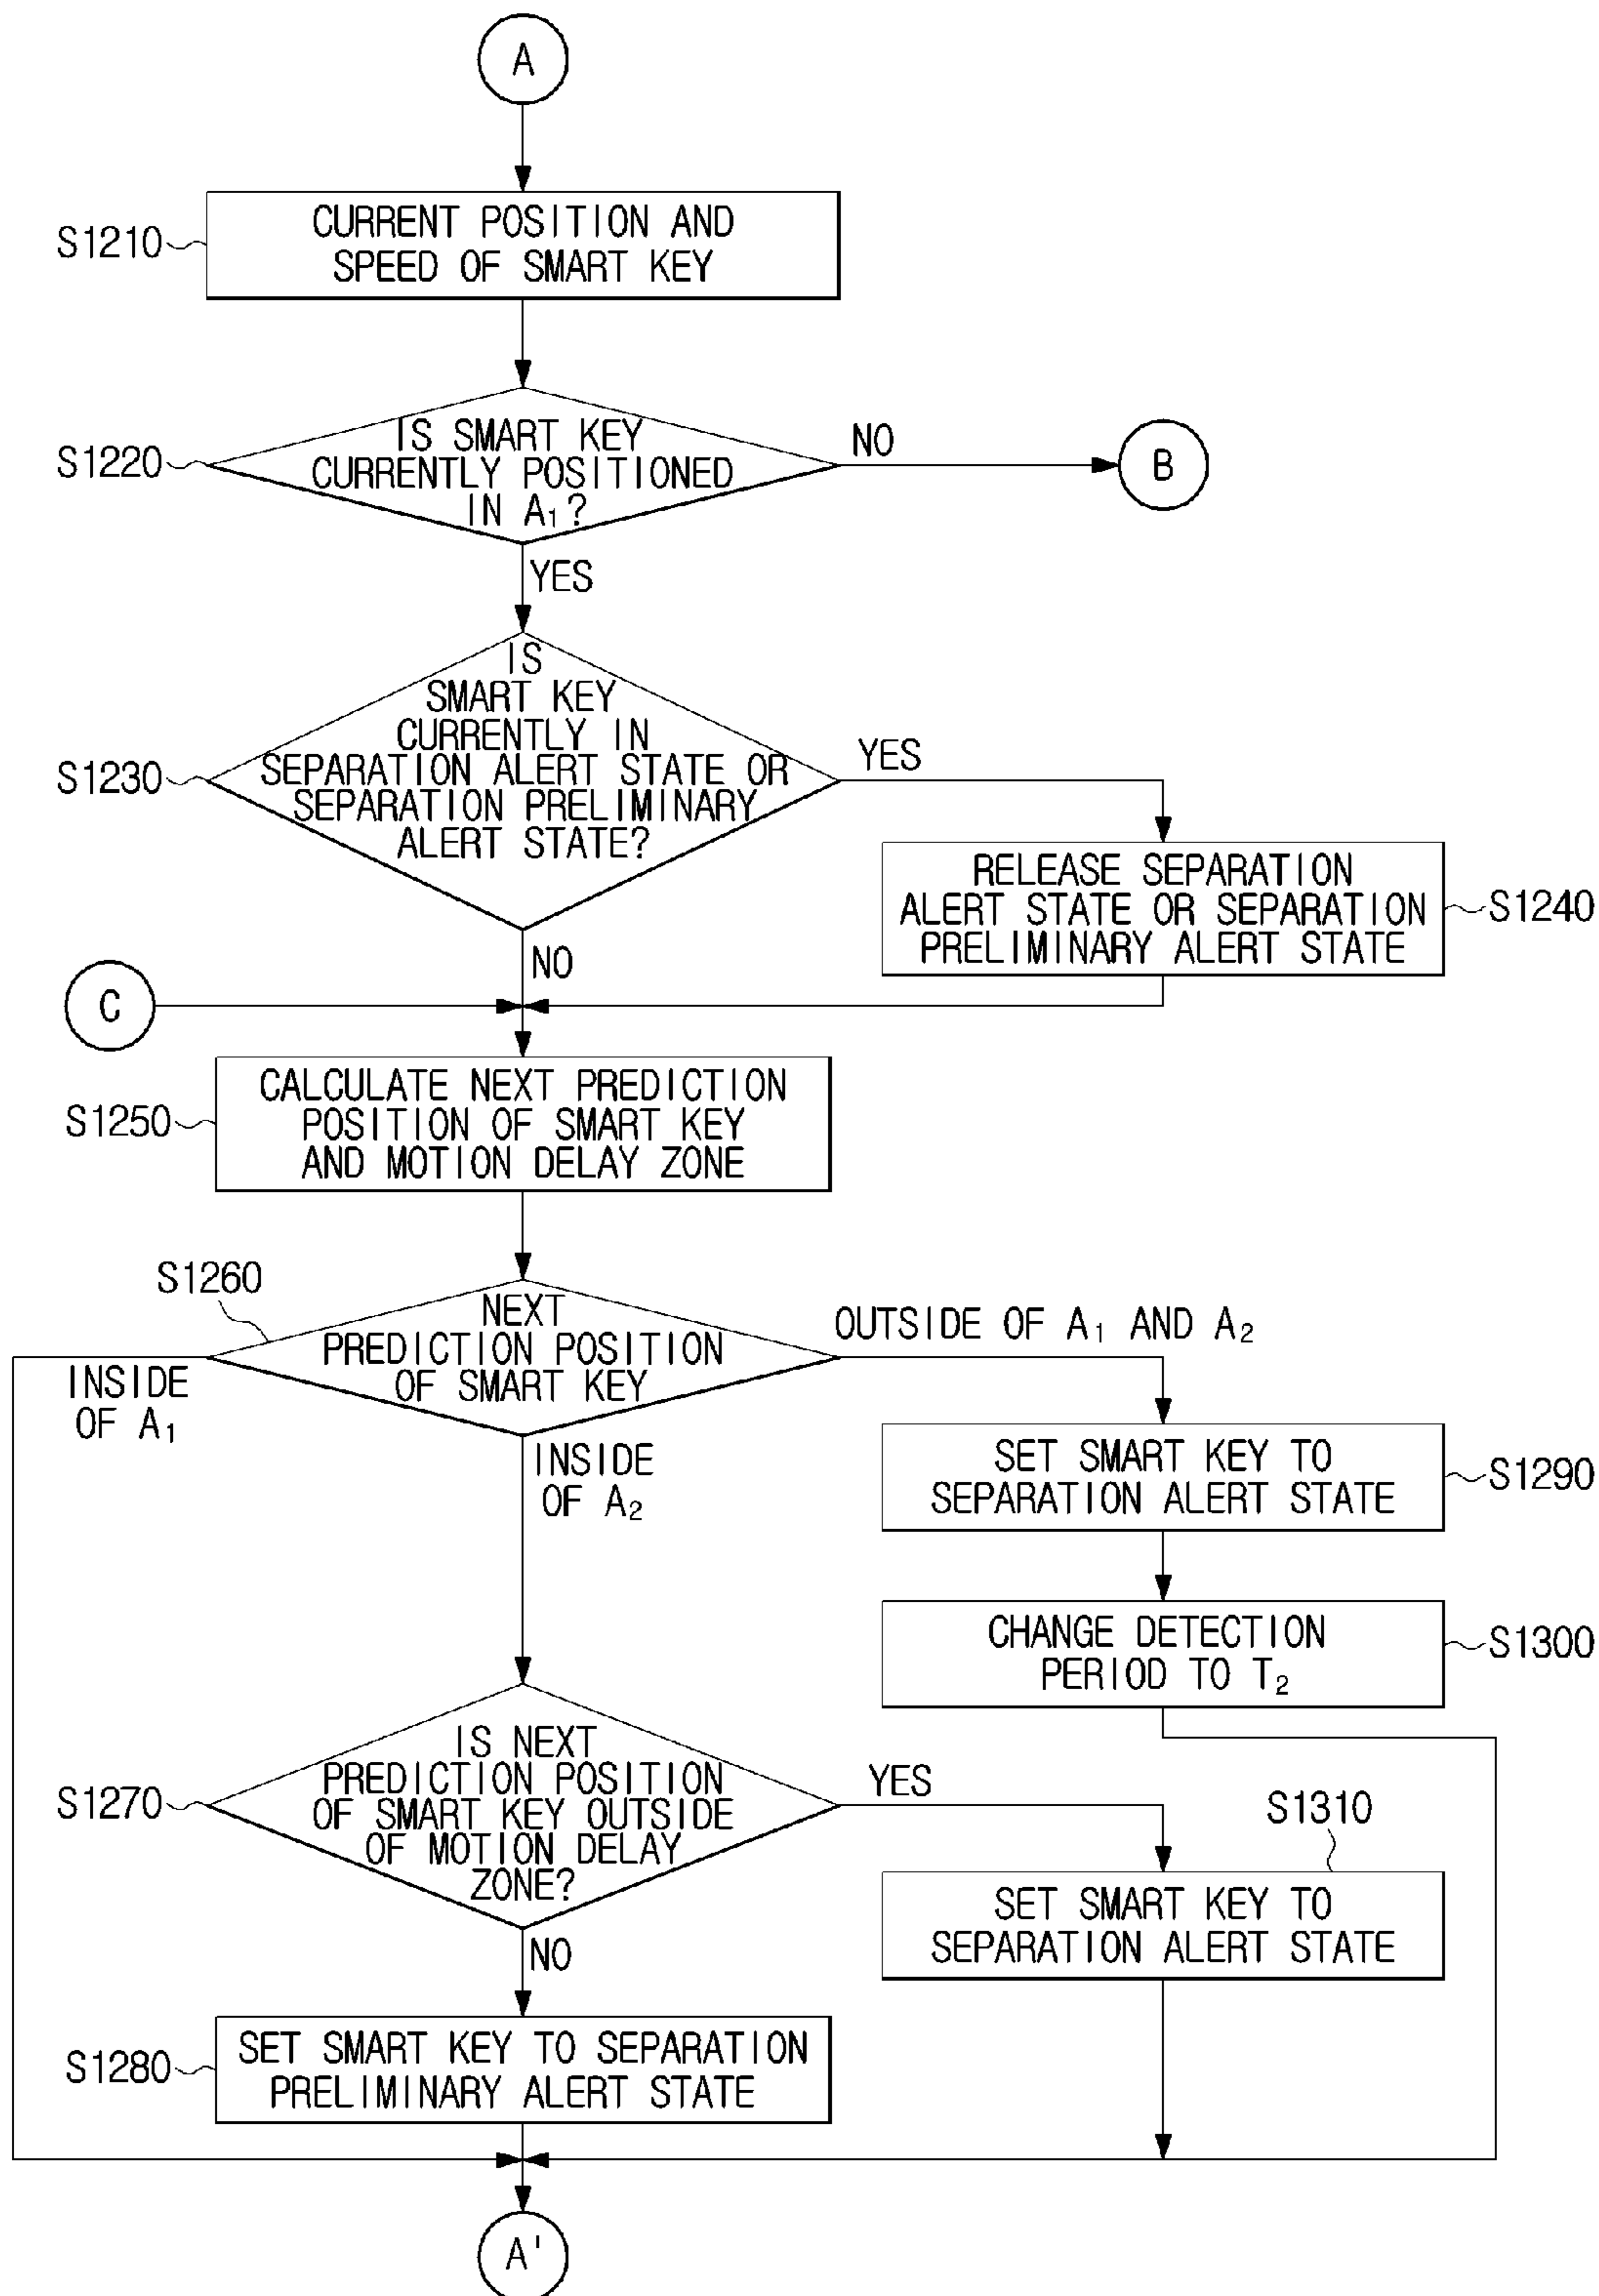 A
S1210
CURRENT POSITION AND
SPEED OF SMART KEY
S1220
IS SMART KEY
CURRENTLY POSITIONED
IN A₁?
NO
B
YES
S1230
IS
SMART KEY
CURRENTLY IN
SEPARATION ALERT STATE OR
SEPARATION PRELIMINARY
ALERT STATE?
YES
RELEASE SEPARATION
ALERT STATE OR SEPARATION
PRELIMINARY ALERT STATE
S1240
NO
C
S1250
CALCULATE NEXT PREDICTION
POSITION OF SMART KEY
AND MOTION DELAY ZONE
S1260
NEXT
PREDICTION POSITION
OF SMART KEY
OUTSIDE OF A₁ AND A₂
INSIDE
OF A₁
INSIDE
OF A₂
SET SMART KEY TO
SEPARATION ALERT STATE
S1290
CHANGE DETECTION
PERIOD TO T₂
S1300
S1270
IS NEXT
PREDICTION POSITION
OF SMART KEY OUTSIDE
OF MOTION DELAY
ZONE?
YES
S1310
SET SMART KEY TO
SEPARATION ALERT STATE
NO
S1280
SET SMART KEY TO SEPARATION
PRELIMINARY ALERT STATE
A'